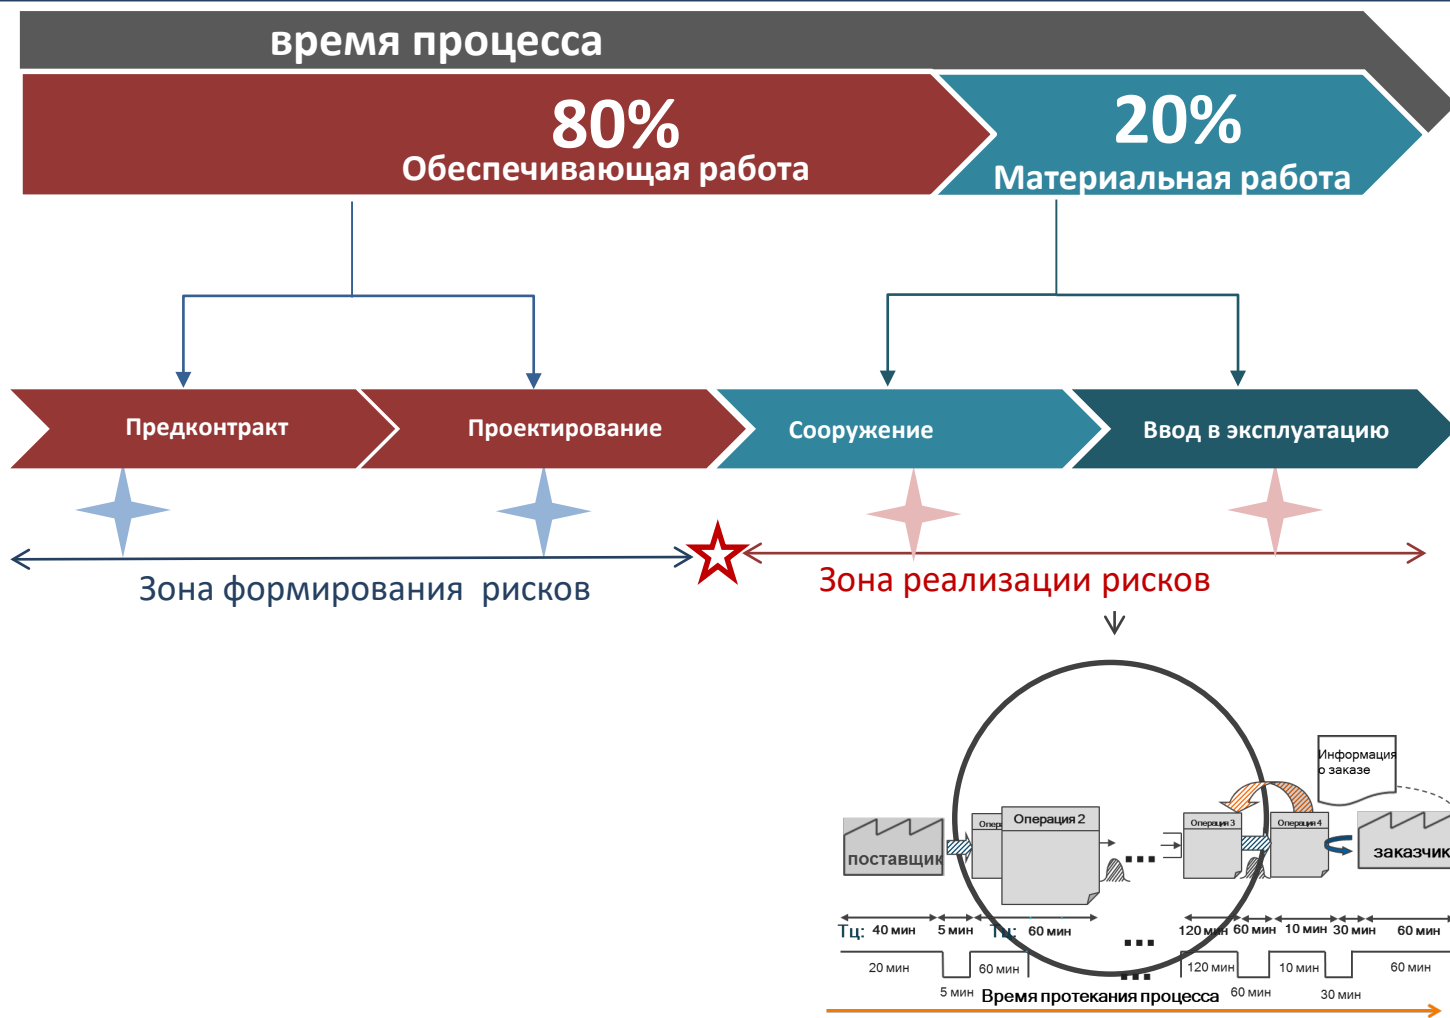 время процесса
80%
Обеспечивающая работа
20%
Материальная работа
Предконтракт
Проектирование
Сооружение
Ввод в эксплуатацию
Зона формирования рисков
Зона реализации рисков
Информация
о заказе
поставщик
Опера
Операция 2
...
Операция 3
Операция 4
заказчик
Тц: 40 мин 5 мин Тц: 60 мин ... 120 мин 60 мин 10 мин 30 мин 60 мин
20 мин 60 мин ... 120 мин 10 мин 60 мин
5 мин 60 мин 30 мин
Время протекания процесса